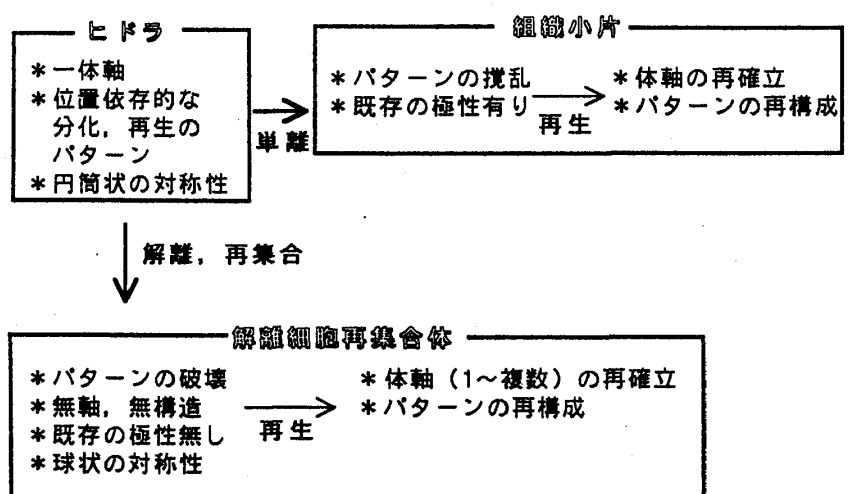 ヒドラ
*一体軸
*位置依存的な
分化，再生の
パターン
*円筒状の対称性
単離
組織小片
*パターンの撹乱
*既存の極性有り
再生
*体軸の再確立
*パターンの再構成
解離，再集合
解離細胞再集合体
*パターンの破壊
*無軸，無構造
*既存の極性無し
*球状の対称性
再生
*体軸（1〜複数）の再確立
*パターンの再構成